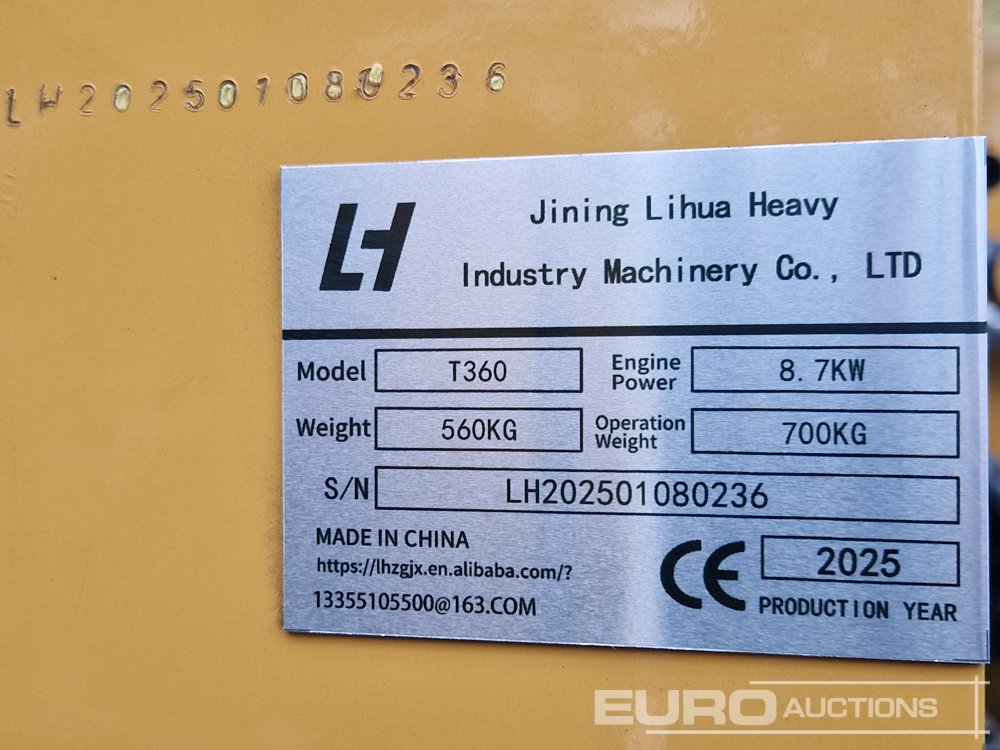 LH202501080236
LH
Jining Lihua Heavy
Industry Machinery Co., LTD
Model T360 Engine Power 8.7KW
Weight 560KG Operation Weight 700KG
S/N LH202501080236
MADE IN CHINA
https://lhzgjx.en.alibaba.com/?
13355105500@163.COM
CE 2025
PRODUCTION YEAR
EURO AUCTIONS